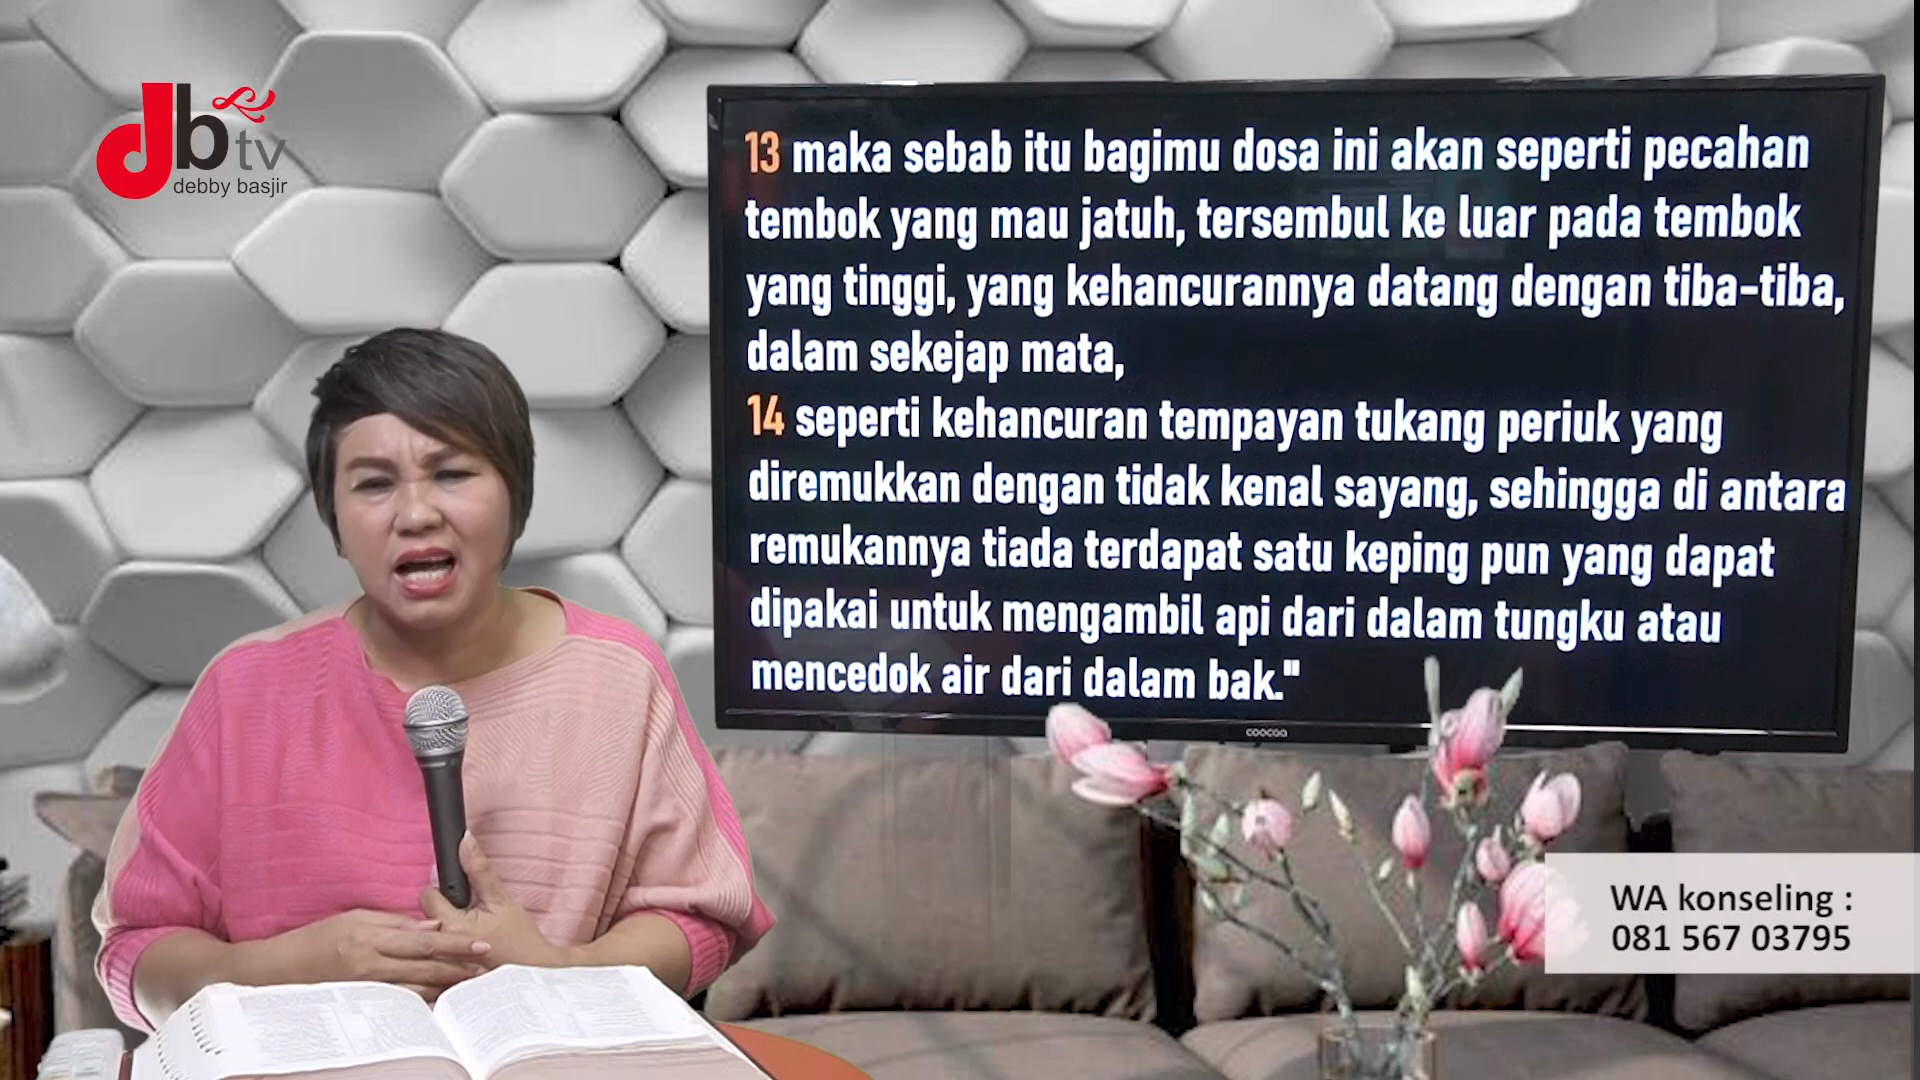 db tv
debby basjir
13 maka sebab itu bagimu dosa ini akan seperti pecahan
tembok yang mau jatuh, tersembul ke luar pada tembok
yang tinggi, yang kehancurannya datang dengan tiba-tiba,
dalam sekejap mata,
14 seperti kehancuran tempayan tukang periuk yang
diremukkan dengan tidak kenal sayang, sehingga di antara
remukannya tiada terdapat satu keping pun yang dapat
dipakai untuk mengambil api dari dalam tungku atau
mencedok air dari dalam bak."
coocaa
WA konseling :
081 567 03795